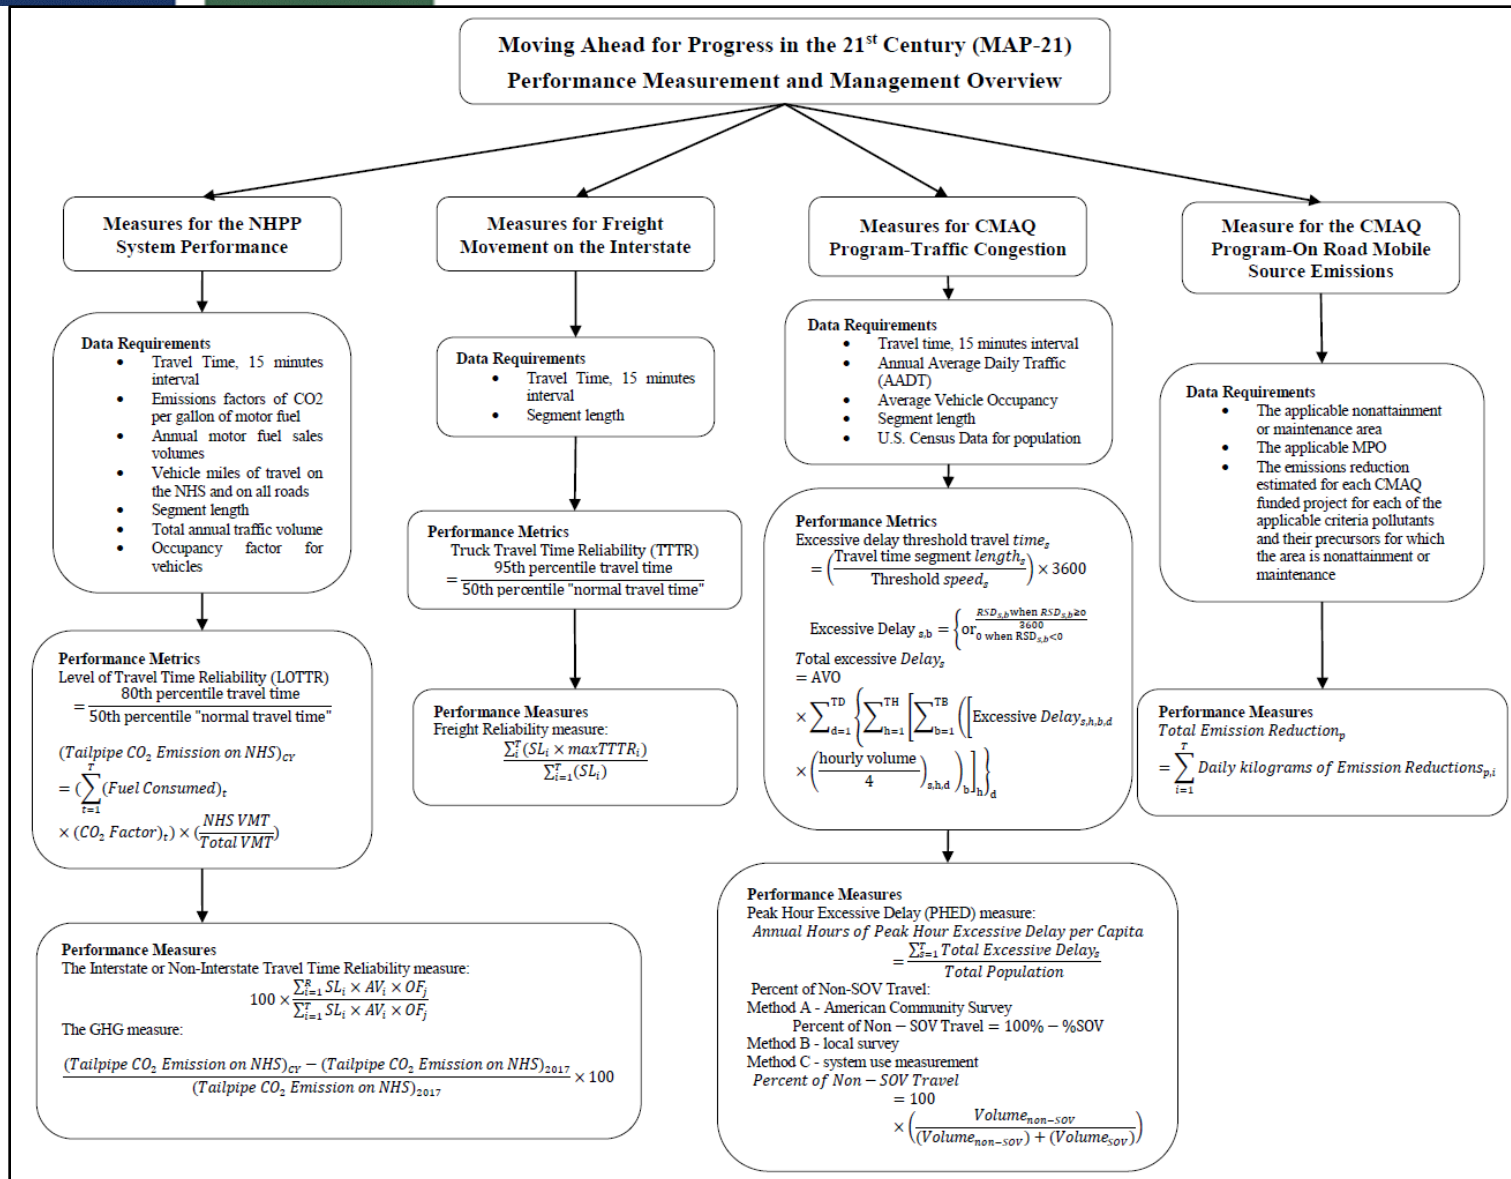 Moving Ahead for Progress in the 21st Century (MAP-21)
Performance Measurement and Management Overview
Measures for the NHPP
System Performance
Data Requirements
• Travel Time, 15 minutes
interval
• Emissions factors of CO2
per gallon of motor fuel
• Annual motor fuel sales
volumes
• Vehicle miles of travel on
the NHS and on all roads
• Segment length
• Total annual traffic volume
• Occupancy factor for
vehicles
Performance Metrics
Level of Travel Time Reliability (LOTTR)
= 80th percentile travel time / 50th percentile "normal travel time"
(Tailpipe CO₂ Emission on NHS)_CY
= (∑_{t=1}^{T} (Fuel Consumed)_t
× (CO₂ Factor)_t) × (NHS VMT / Total VMT)
Performance Measures
The Interstate or Non-Interstate Travel Time Reliability measure:
100 × ∑_{i=1}^{R} SL_i × AV_i × OF_j / ∑_{i=1}^{T} SL_i × AV_i × OF_j
The GHG measure:
(Tailpipe CO₂ Emission on NHS)_CY − (Tailpipe CO₂ Emission on NHS)_2017 / (Tailpipe CO₂ Emission on NHS)_2017 × 100
Measures for Freight
Movement on the Interstate
Data Requirements
• Travel Time, 15 minutes
interval
• Segment length
Performance Metrics
Truck Travel Time Reliability (TTTR)
= 95th percentile travel time / 50th percentile "normal travel time"
Performance Measures
Freight Reliability measure:
∑_i^T (SL_i × maxTTTR_i) / ∑_{i=1}^T (SL_i)
Measures for CMAQ
Program-Traffic Congestion
Data Requirements
• Travel time, 15 minutes interval
• Annual Average Daily Traffic
(AADT)
• Average Vehicle Occupancy
• Segment length
• U.S. Census Data for population
Performance Metrics
Excessive delay threshold travel time_s
= (Travel time segment length_s / Threshold speed_s) × 3600
Excessive Delay _s,b = { RSD_s,b when RSD_s,b≥0 / 3600
or 0 when RSD_s,b<0
Total excessive Delay_s
= AVO
× ∑_{d=1}^{TD} {∑_{h=1}^{TH} [∑_{b=1}^{TB} ([Excessive Delay_s,h,b,d
× (hourly volume / 4)_s,h,d )_b]_h}_d
Performance Measures
Peak Hour Excessive Delay (PHED) measure:
Annual Hours of Peak Hour Excessive Delay per Capita
= ∑_{s=1}^T Total Excessive Delay_s / Total Population
Percent of Non-SOV Travel:
Method A - American Community Survey
Percent of Non − SOV Travel = 100% − %SOV
Method B - local survey
Method C - system use measurement
Percent of Non − SOV Travel
= 100
× (Volume_non−SOV / (Volume_non−SOV) + (Volume_SOV))
Measure for the CMAQ
Program-On Road Mobile
Source Emissions
Data Requirements
• The applicable nonattainment
or maintenance area
• The applicable MPO
• The emissions reduction
estimated for each CMAQ
funded project for each of the
applicable criteria pollutants
and their precursors for which
the area is nonattainment or
maintenance
Performance Measures
Total Emission Reduction_p
= ∑_{i=1}^{T} Daily kilograms of Emission Reductions_p,i